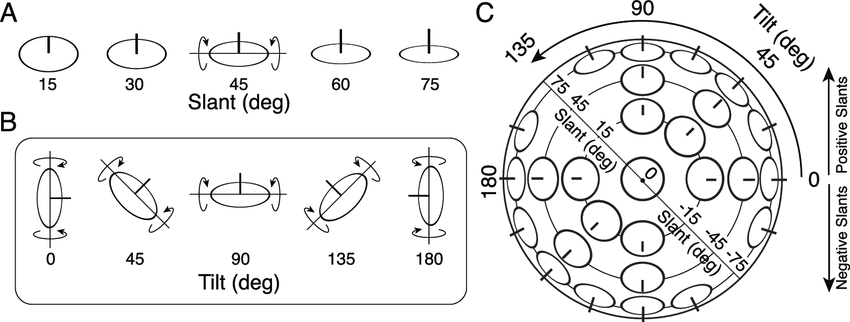 A
15 30 45 60 75
Slant (deg)
B
0 45 90 135 180
Tilt (deg)
C
90
135
Tilt (deg)
45
180
0
75 45 15
Slant (deg)
0
-15 -45 -75
Slant (deg)
Positive Slants
Negative Slants